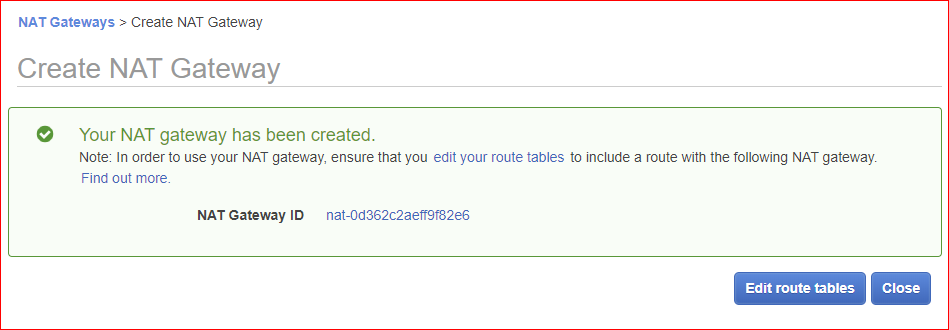 NAT Gateways > Create NAT Gateway
Create NAT Gateway
Your NAT gateway has been created.
Note: In order to use your NAT gateway, ensure that you edit your route tables to include a route with the following NAT gateway.
Find out more.
NAT Gateway ID nat-0d362c2aeff9f82e6
Edit route tables Close